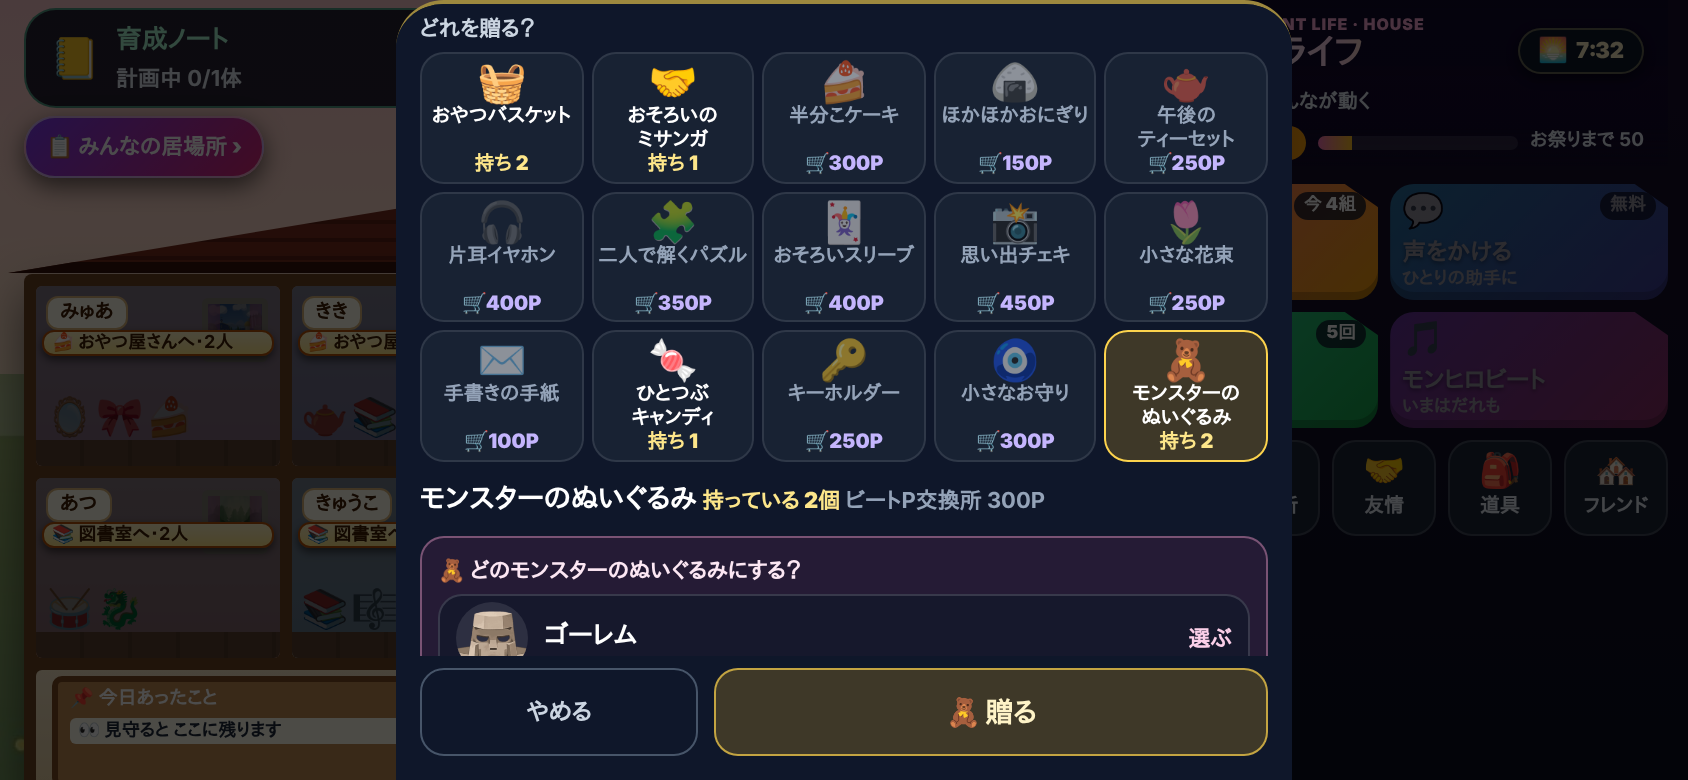 育成ノート
計画中 0/1体
みんなの居場所 ›
みゅあ
おやつ屋さんへ・2人
きき
おやつ屋
あつ
図書室へ・2人
きゅうこ
図書室へ
今日あったこと
見守ると ここに残ります
どれを贈る?
おやつバスケット
持ち 2
おそろいの
ミサンガ
持ち 1
半分こケーキ
300P
ほかほかおにぎり
150P
午後の
ティーセット
250P
片耳イヤホン
400P
二人で解くパズル
350P
おそろいスリーブ
400P
思い出チェキ
450P
小さな花束
250P
手書きの手紙
100P
ひとつぶ
キャンディ
持ち 1
キーホルダー
250P
小さなお守り
300P
モンスターの
ぬいぐるみ
持ち 2
モンスターのぬいぐるみ 持っている 2個 ビートP交換所 300P
どのモンスターのぬいぐるみにする?
ゴーレム
選ぶ
やめる
贈る
NT LIFE · HOUSE
ライフ
7:32
んなが動く
お祭りまで 50
今 4組
無料
声をかける
ひとりの助手に
5回
モンヒロビート
いまはだれも
友情
道具
フレンド